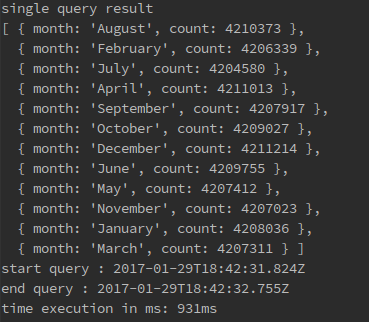 single query result
[ { month: 'August', count: 4210373 },
  { month: 'February', count: 4206339 },
  { month: 'July', count: 4204580 },
  { month: 'April', count: 4211013 },
  { month: 'September', count: 4207917 },
  { month: 'October', count: 4209027 },
  { month: 'December', count: 4211214 },
  { month: 'June', count: 4209755 },
  { month: 'May', count: 4207412 },
  { month: 'November', count: 4207023 },
  { month: 'January', count: 4208036 },
  { month: 'March', count: 4207311 } ]
start query : 2017-01-29T18:42:31.824Z
end query : 2017-01-29T18:42:32.755Z
time execution in ms: 931ms